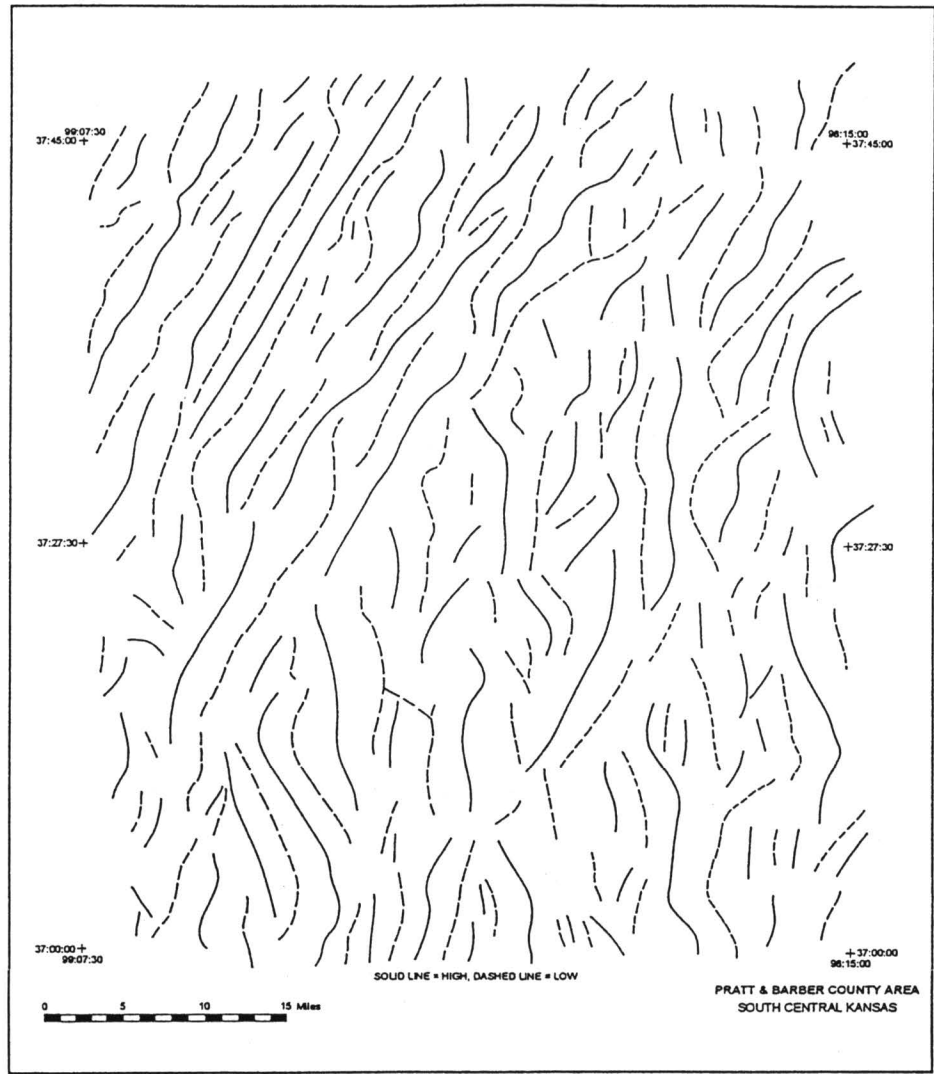 99:07:30
37:45:00
98:15:00
37:45:00
37:27:30
37:27:30
37:00:00
99:07:30
37:00:00
98:15:00
SOLID LINE = HIGH, DASHED LINE = LOW
0 5 10 15 Miles
PRATT & BARBER COUNTY AREA
SOUTH CENTRAL KANSAS